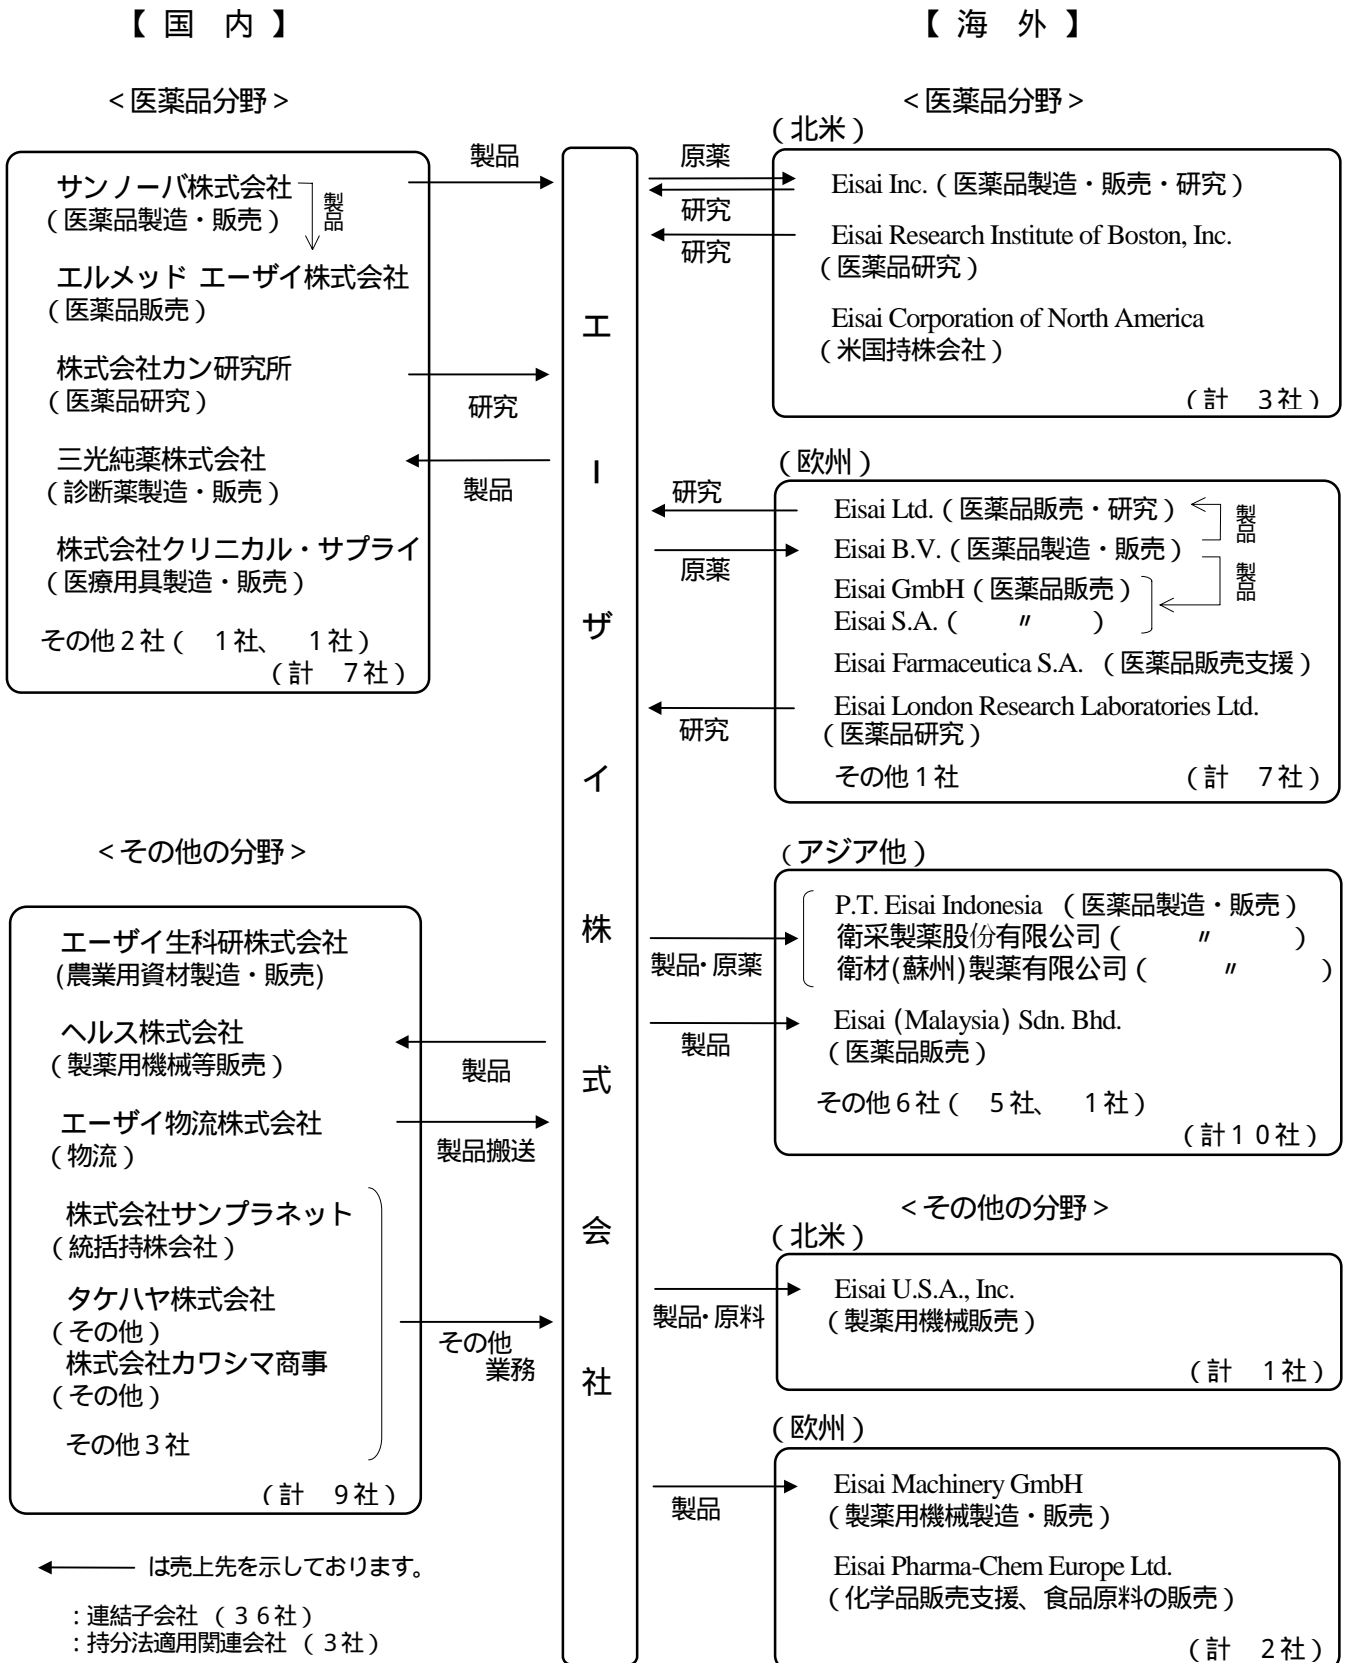 【 国 内 】
<医薬品分野>
サンノーバ株式会社
(医薬品製造・販売)
製品
エルメッド エーザイ株式会社
(医薬品販売)
株式会社カン研究所
(医薬品研究)
三光純薬株式会社
(診断薬製造・販売)
株式会社クリニカル・サプライ
(医療用具製造・販売)
その他2社( 1社、 1社)
(計 7社)
製品
研究
製品
<その他の分野>
エーザイ生科研株式会社
(農業用資材製造・販売)
ヘルス株式会社
(製薬用機械等販売)
エーザイ物流株式会社
(物流)
株式会社サンプラネット
(統括持株会社)
タケハヤ株式会社
(その他)
株式会社カワシマ商事
(その他)
その他3社
(計 9社)
製品
製品搬送
その他
業務
は売上先を示しております。
:連結子会社 (36社)
:持分法適用関連会社 (3社)
エーザイ株式会社
【 海 外 】
<医薬品分野>
(北米)
原薬
研究
研究
Eisai Inc. (医薬品製造・販売・研究)
Eisai Research Institute of Boston, Inc.
(医薬品研究)
Eisai Corporation of North America
(米国持株会社)
(計 3社)
(欧州)
研究
原薬
研究
Eisai Ltd. (医薬品販売・研究)
製品
Eisai B.V. (医薬品製造・販売)
製品
Eisai GmbH (医薬品販売)
Eisai S.A. ( 〃 )
Eisai Farmaceutica S.A. (医薬品販売支援)
Eisai London Research Laboratories Ltd.
(医薬品研究)
その他1社 (計 7社)
(アジア他)
製品・原薬
製品
P.T. Eisai Indonesia (医薬品製造・販売)
衛采製薬股份有限公司( 〃 )
衛材(蘇州)製薬有限公司( 〃 )
Eisai (Malaysia) Sdn. Bhd.
(医薬品販売)
その他6社( 5社、 1社)
(計10社)
<その他の分野>
(北米)
製品・原料
Eisai U.S.A., Inc.
(製薬用機械販売)
(計 1社)
(欧州)
製品
Eisai Machinery GmbH
(製薬用機械製造・販売)
Eisai Pharma-Chem Europe Ltd.
(化学品販売支援、食品原料の販売)
(計 2社)